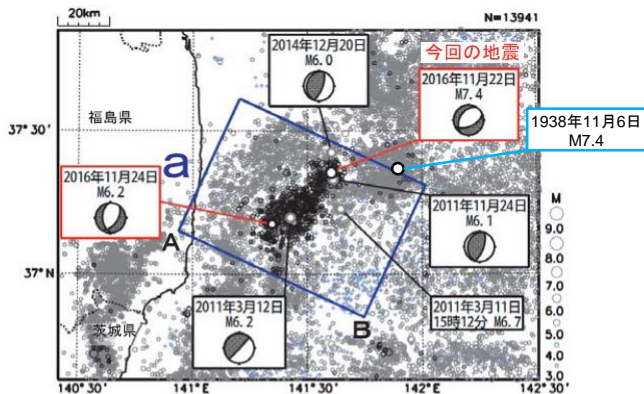 20km
N=13941
2014年12月20日
M6.0
今回の地震
2016年11月22日
M7.4
1938年11月6日
M7.4
福島県
37°30'
a
2016年11月24日
M6.2
2011年11月24日
M6.1
A
37°N
2011年3月12日
M6.2
B
2011年3月11日
15時12分 M6.7
茨城県
M
9.0
8.0
7.0
6.0
5.0
4.0
3.0
140°30'
141°E
141°30'
142°E
142°30'